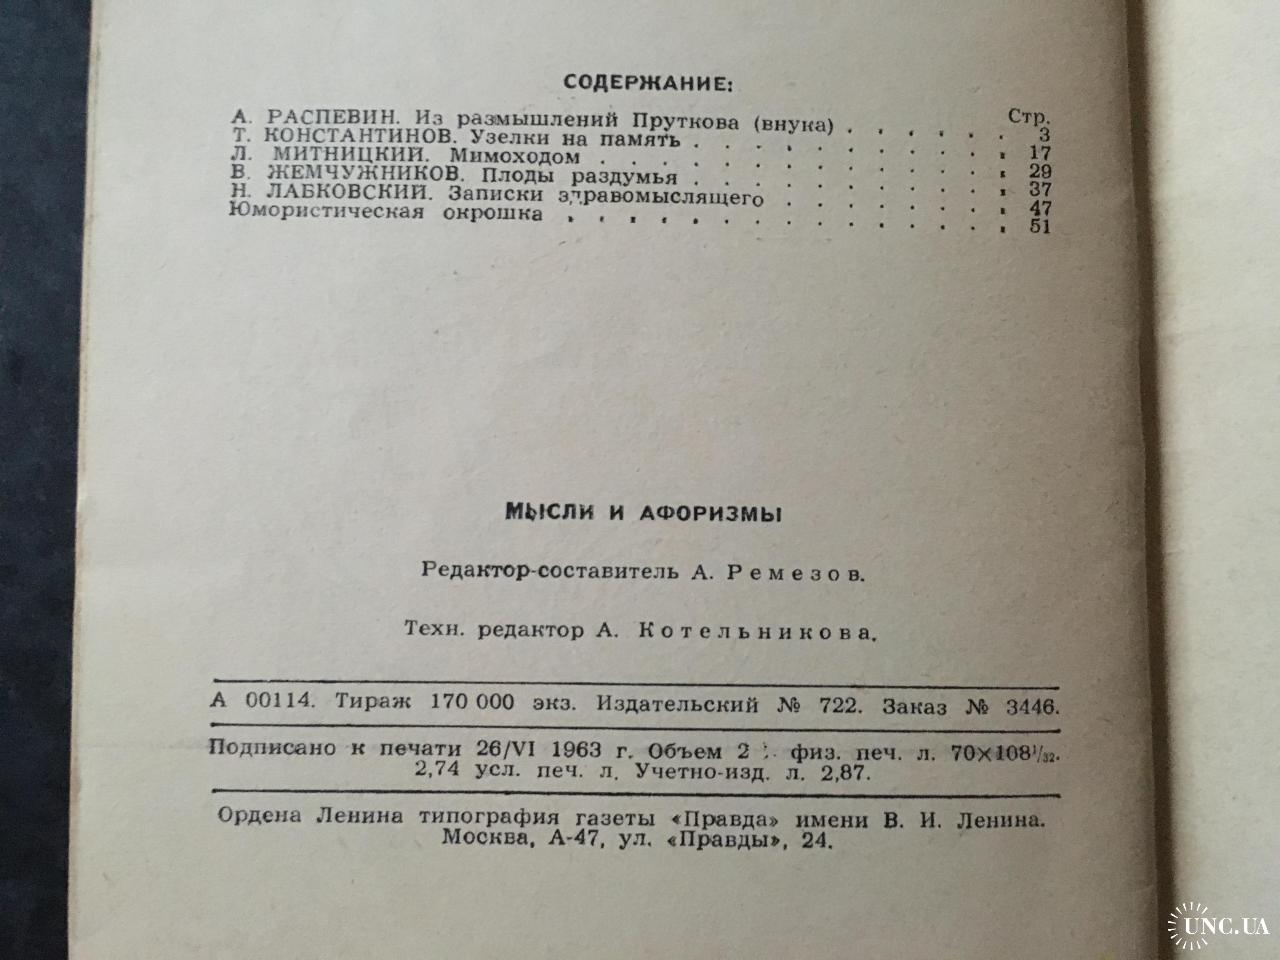 СОДЕРЖАНИЕ:
Стр.
А. РАСПЕВИН. Из размышлений Пруткова (внука) . . . . . . 3
Т. КОНСТАНТИНОВ. Узелки на память . . . . . . . . . . . 17
Л. МИТНИЦКИЙ. Мимоходом . . . . . . . . . . . . . . 29
В. ЖЕМЧУЖНИКОВ. Плоды раздумья . . . . . . . . . . . 37
Н. ЛАБКОВСКИЙ. Записки здравомыслящего . . . . . . . . 47
Юмористическая окрошка . . . . . . . . . . . . . . . 51
МЫСЛИ И АФОРИЗМЫ
Редактор-составитель А. Ремезов.
Техн. редактор А. Котельникова.
А 00114. Тираж 170 000 экз. Издательский № 722. Заказ № 3446.
Подписано к печати 26/VI 1963 г. Объем 2 физ. печ. л. 70×108¹/₃₂.
2,74 усл. печ. л. Учетно-изд. л. 2,87.
Ордена Ленина типография газеты «Правда» имени В. И. Ленина.
Москва, А-47, ул. «Правды», 24.
UNC.UA